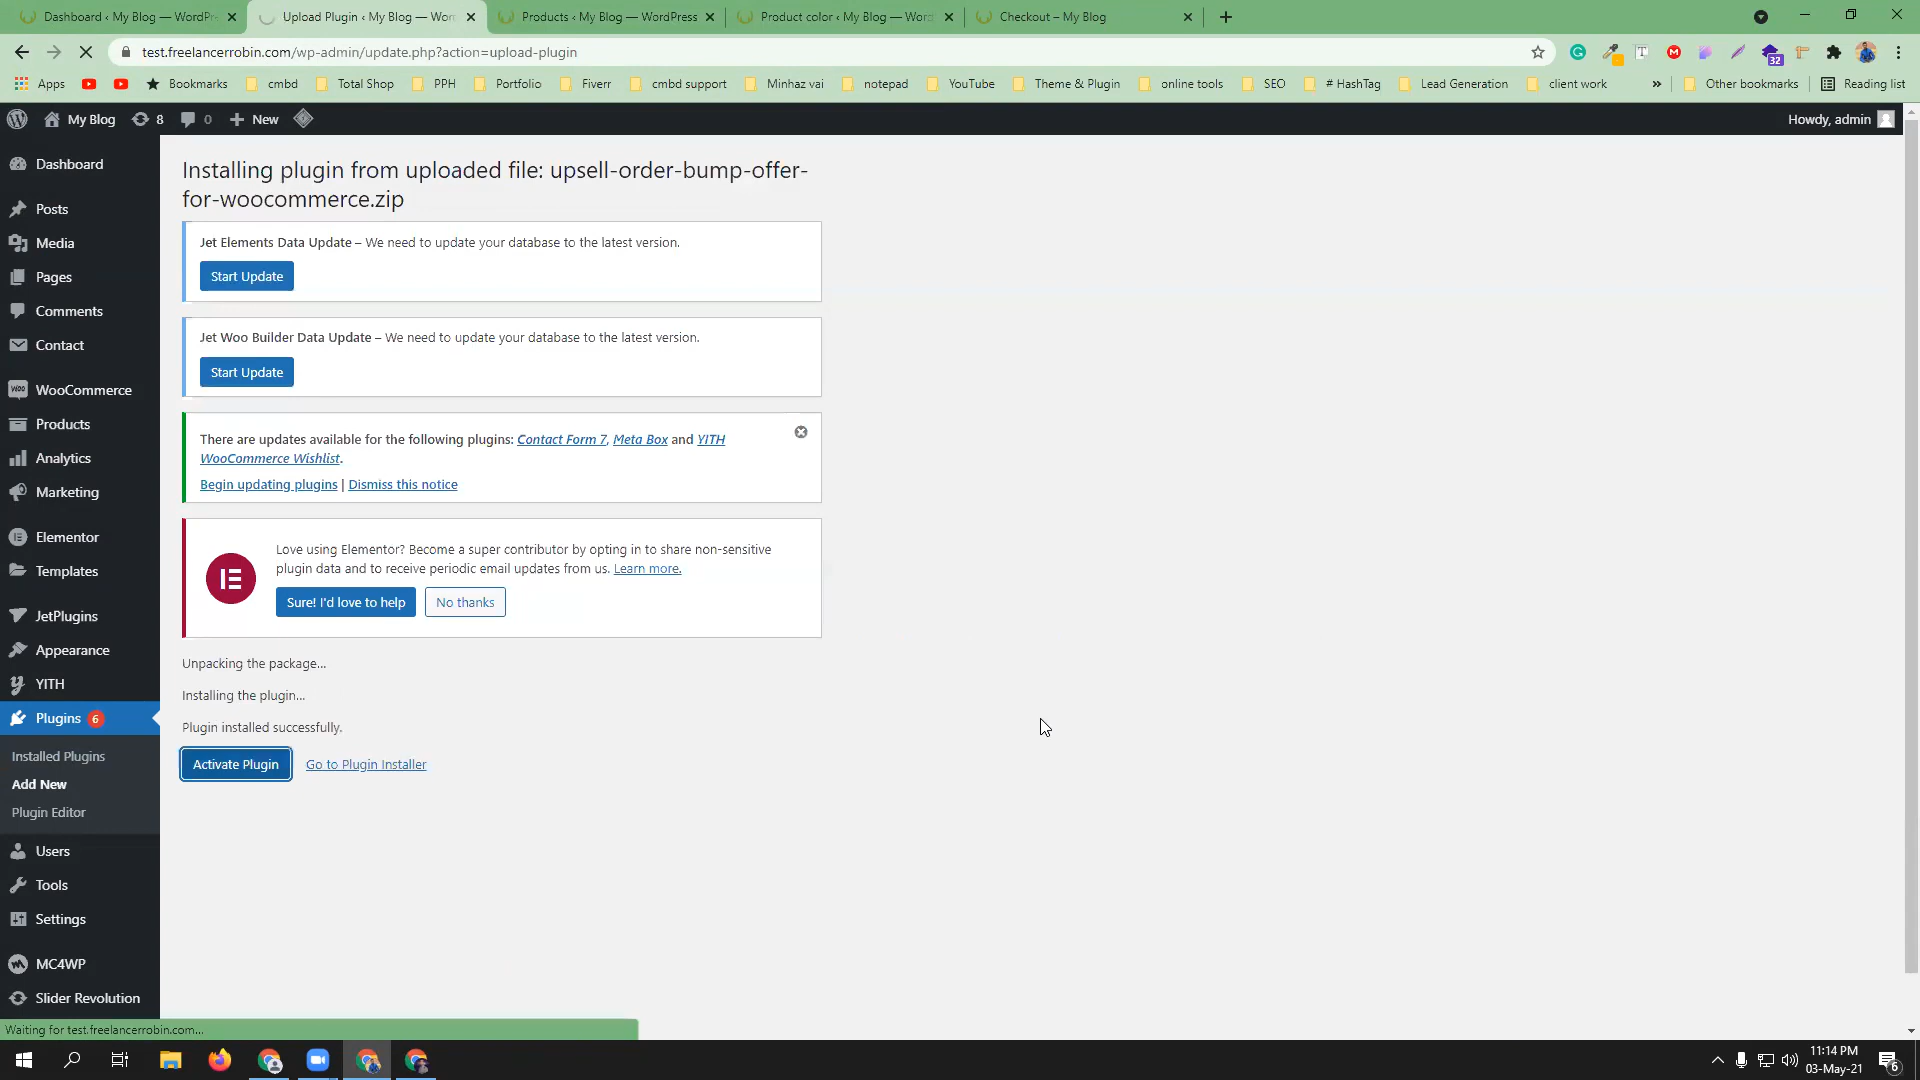 Dashboard ‹ My Blog — WordPr
Upload Plugin ‹ My Blog — Wor
Products ‹ My Blog — WordPress
Product color ‹ My Blog — Word
Checkout – My Blog
test.freelancerrobin.com/wp-admin/update.php?action=upload-plugin
32
Apps
Bookmarks
cmbd
Total Shop
PPH
Portfolio
Fiverr
cmbd support
Minhaz vai
notepad
YouTube
Theme & Plugin
online tools
SEO
# HashTag
Lead Generation
client work
»
Other bookmarks
Reading list
My Blog
8
0
New
Howdy, admin
Dashboard
Posts
Media
Pages
Comments
Contact
WooCommerce
Products
Analytics
Marketing
Elementor
Templates
JetPlugins
Appearance
YITH
Plugins 6
Installed Plugins
Add New
Plugin Editor
Users
Tools
Settings
MC4WP
Slider Revolution
Installing plugin from uploaded file: upsell-order-bump-offer-
for-woocommerce.zip
Jet Elements Data Update – We need to update your database to the latest version.
Start Update
Jet Woo Builder Data Update – We need to update your database to the latest version.
Start Update
There are updates available for the following plugins: Contact Form 7, Meta Box and YITH
WooCommerce Wishlist.
Begin updating plugins | Dismiss this notice
Love using Elementor? Become a super contributor by opting in to share non-sensitive
plugin data and to receive periodic email updates from us. Learn more.
Sure! I'd love to help
No thanks
Unpacking the package...
Installing the plugin...
Plugin installed successfully.
Activate Plugin
Go to Plugin Installer
Waiting for test.freelancerrobin.com...
11:14 PM
03-May-21
6